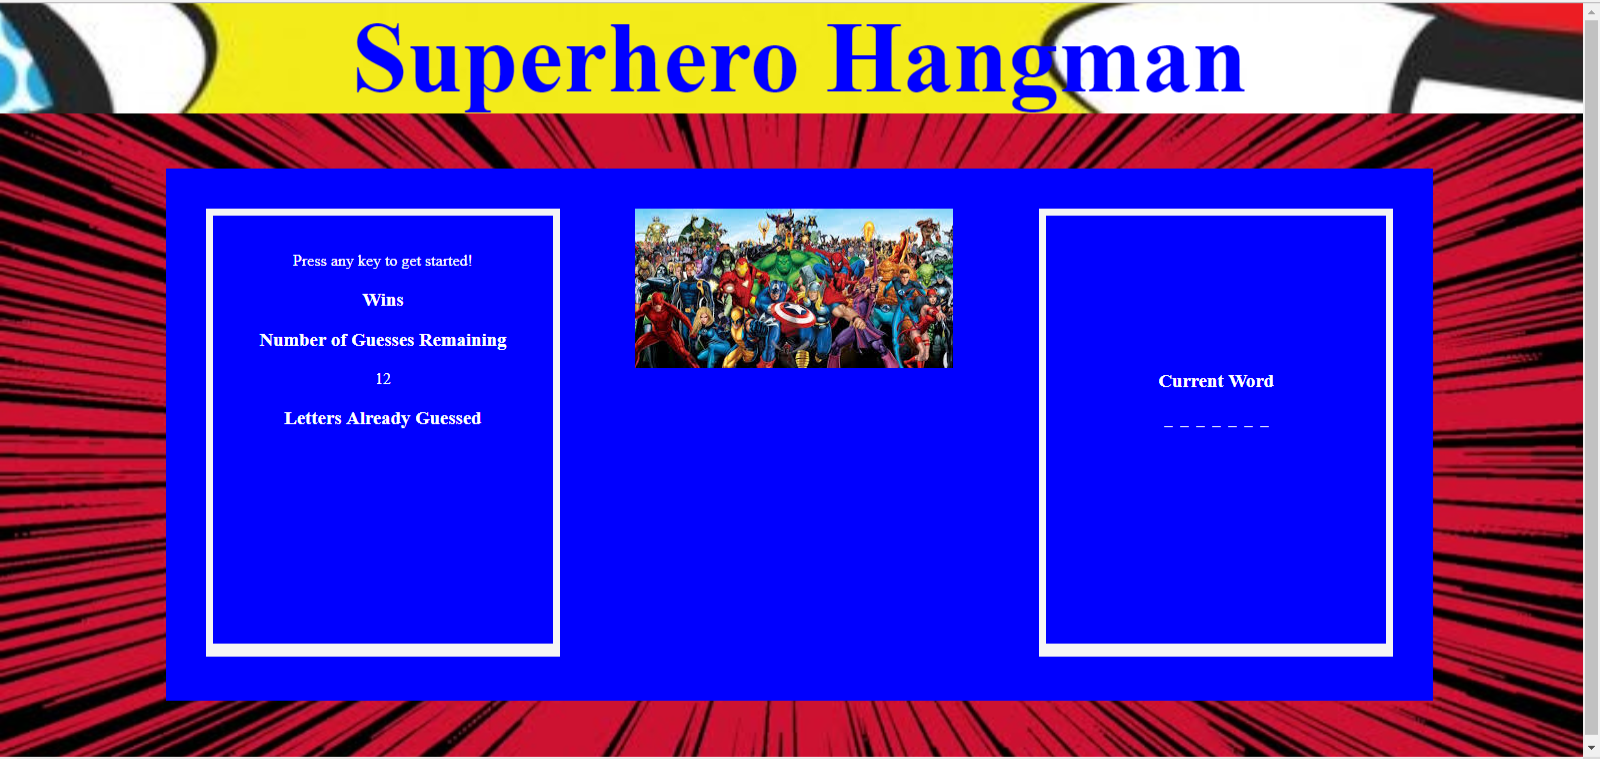 Superhero Hangman
Press any key to get started!
Wins
Number of Guesses Remaining
12
Letters Already Guessed
Current Word
_ _ _ _ _ _ _